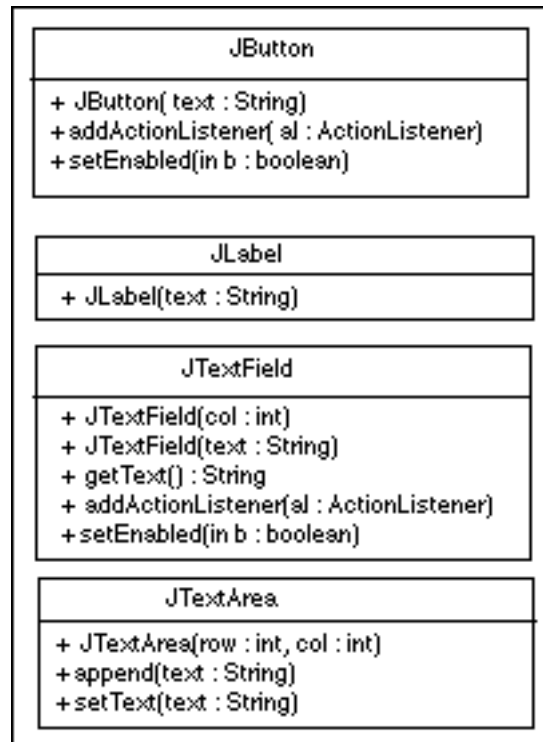 JButton
+ JButton( text : String)
+addActionListener( al : ActionListener)
+setEnabled(in b : boolean)
JLabel
+ JLabel(text : String)
JTextField
+ JTextField(col : int)
+ JTextField(text : String)
+ getText() : String
+ addActionListener(al : ActionListener)
+setEnabled(in b : boolean)
JTextArea
+ JTextArea(row : int, col : int)
+append(text : String)
+setText(text : String)